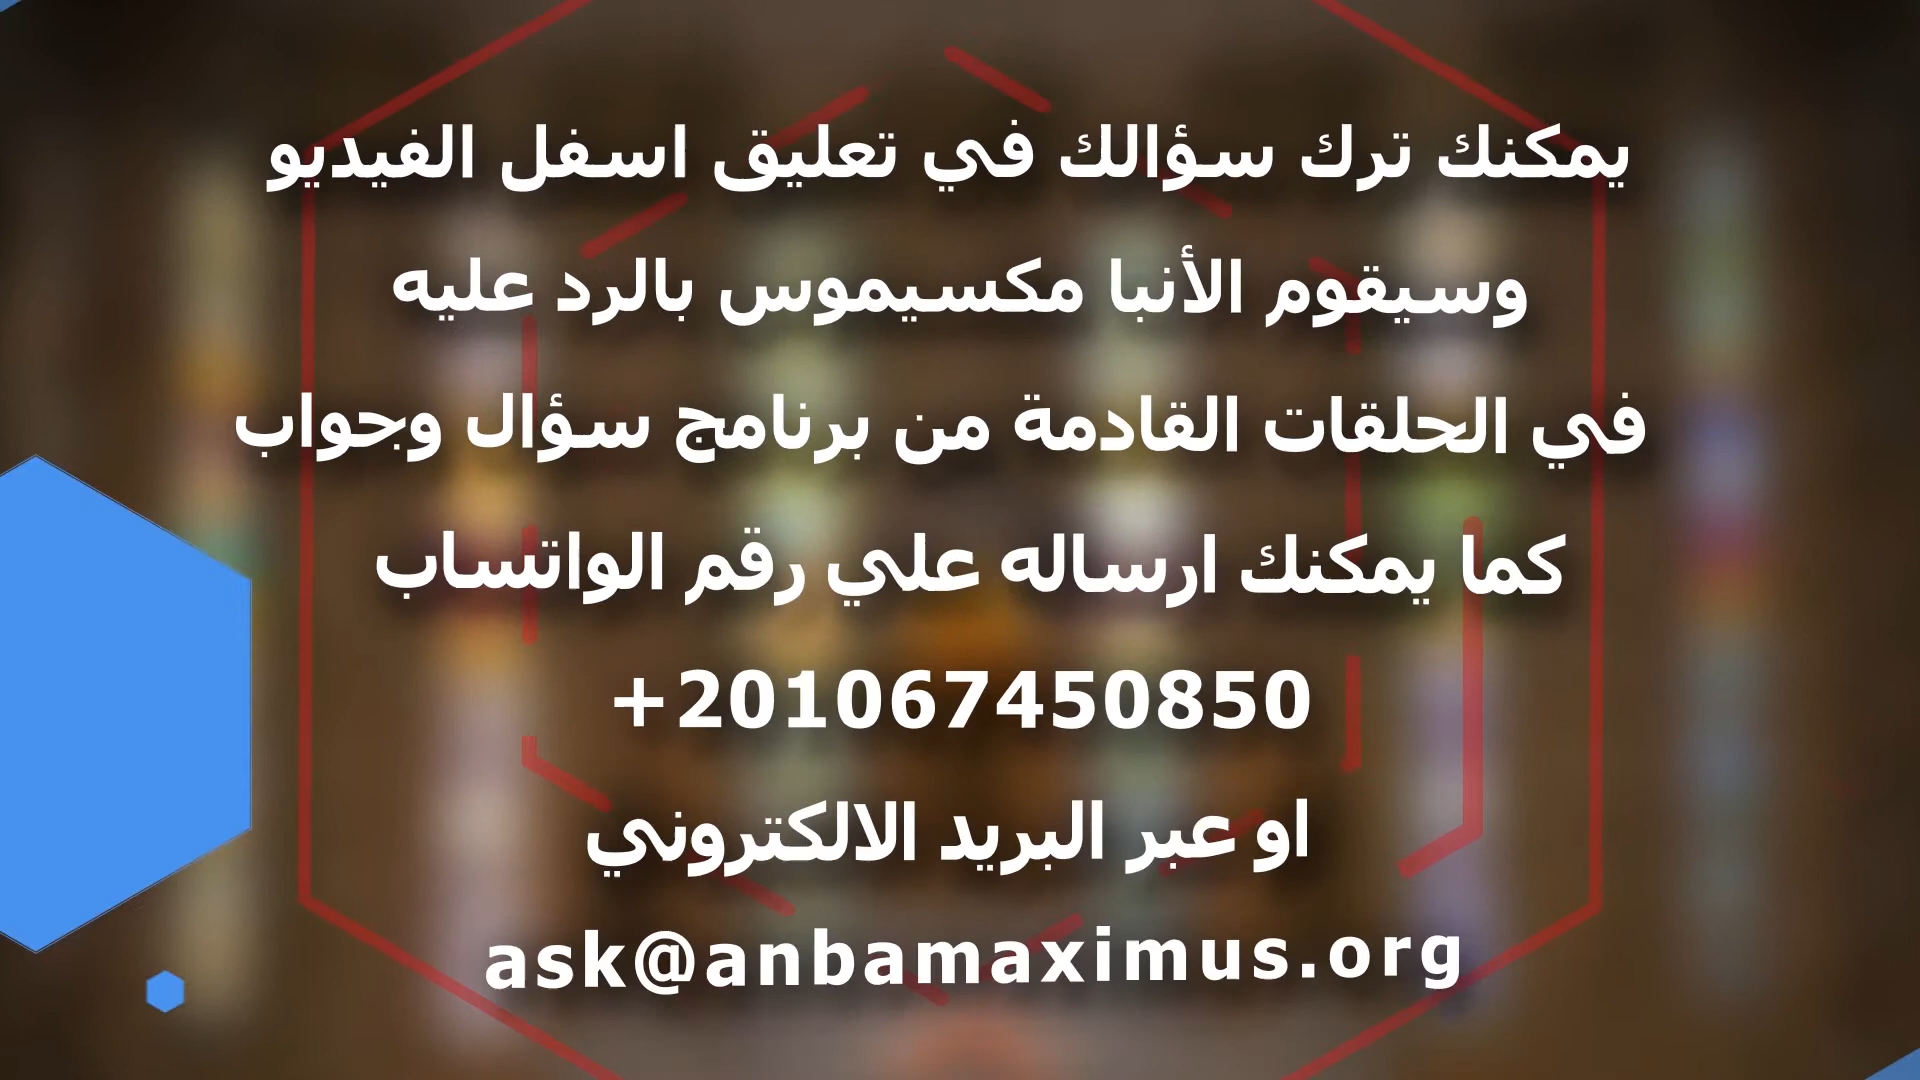 يمكنك ترك سؤالك في تعليق اسفل الفيديو
وسيقوم الأنبا مكسيموس بالرد عليه
في الحلقات القادمة من برنامج سؤال وجواب
كما يمكنك ارساله علي رقم الواتساب
+201067450850
او عبر البريد الالكتروني
ask@anbamaximus.org